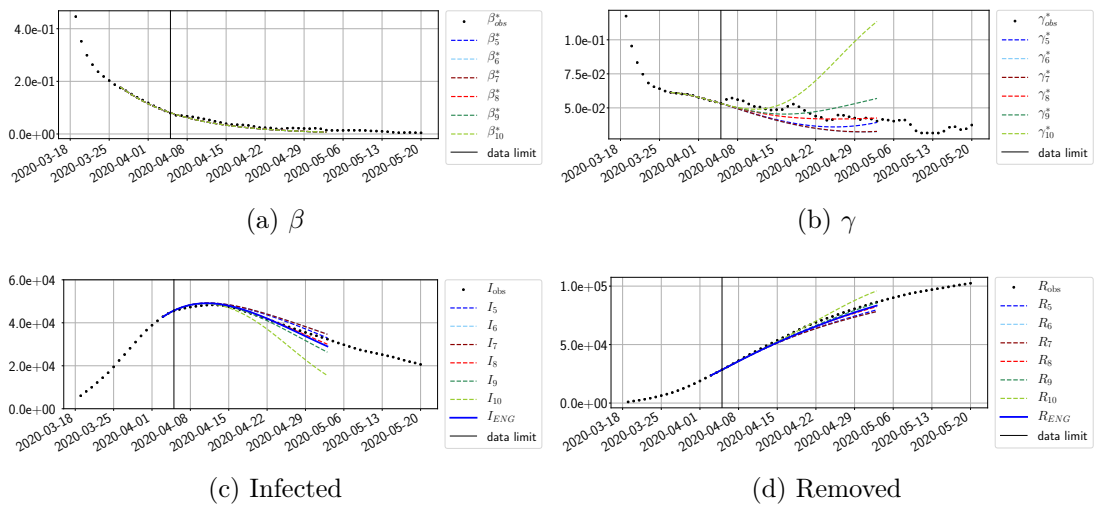 4.0e-01
2.0e-01
0.0e+00
2020-03-18
2020-03-25
2020-04-01
2020-04-08
2020-04-15
2020-04-22
2020-04-29
2020-05-06
2020-05-13
2020-05-20
β*obs
β*5
β*6
β*7
β*8
β*9
β*10
data limit
(a) β
1.0e-01
7.5e-02
5.0e-02
2020-03-18
2020-03-25
2020-04-01
2020-04-08
2020-04-15
2020-04-22
2020-04-29
2020-05-06
2020-05-13
2020-05-20
γ*obs
γ*5
γ*6
γ*7
γ*8
γ*9
γ*10
data limit
(b) γ
6.0e+04
4.0e+04
2.0e+04
0.0e+00
2020-03-18
2020-03-25
2020-04-01
2020-04-08
2020-04-15
2020-04-22
2020-04-29
2020-05-06
2020-05-13
2020-05-20
Iobs
I5
I6
I7
I8
I9
I10
IENG
data limit
(c) Infected
1.0e+05
5.0e+04
0.0e+00
2020-03-18
2020-03-25
2020-04-01
2020-04-08
2020-04-15
2020-04-22
2020-04-29
2020-05-06
2020-05-13
2020-05-20
Robs
R5
R6
R7
R8
R9
R10
RENG
data limit
(d) Removed